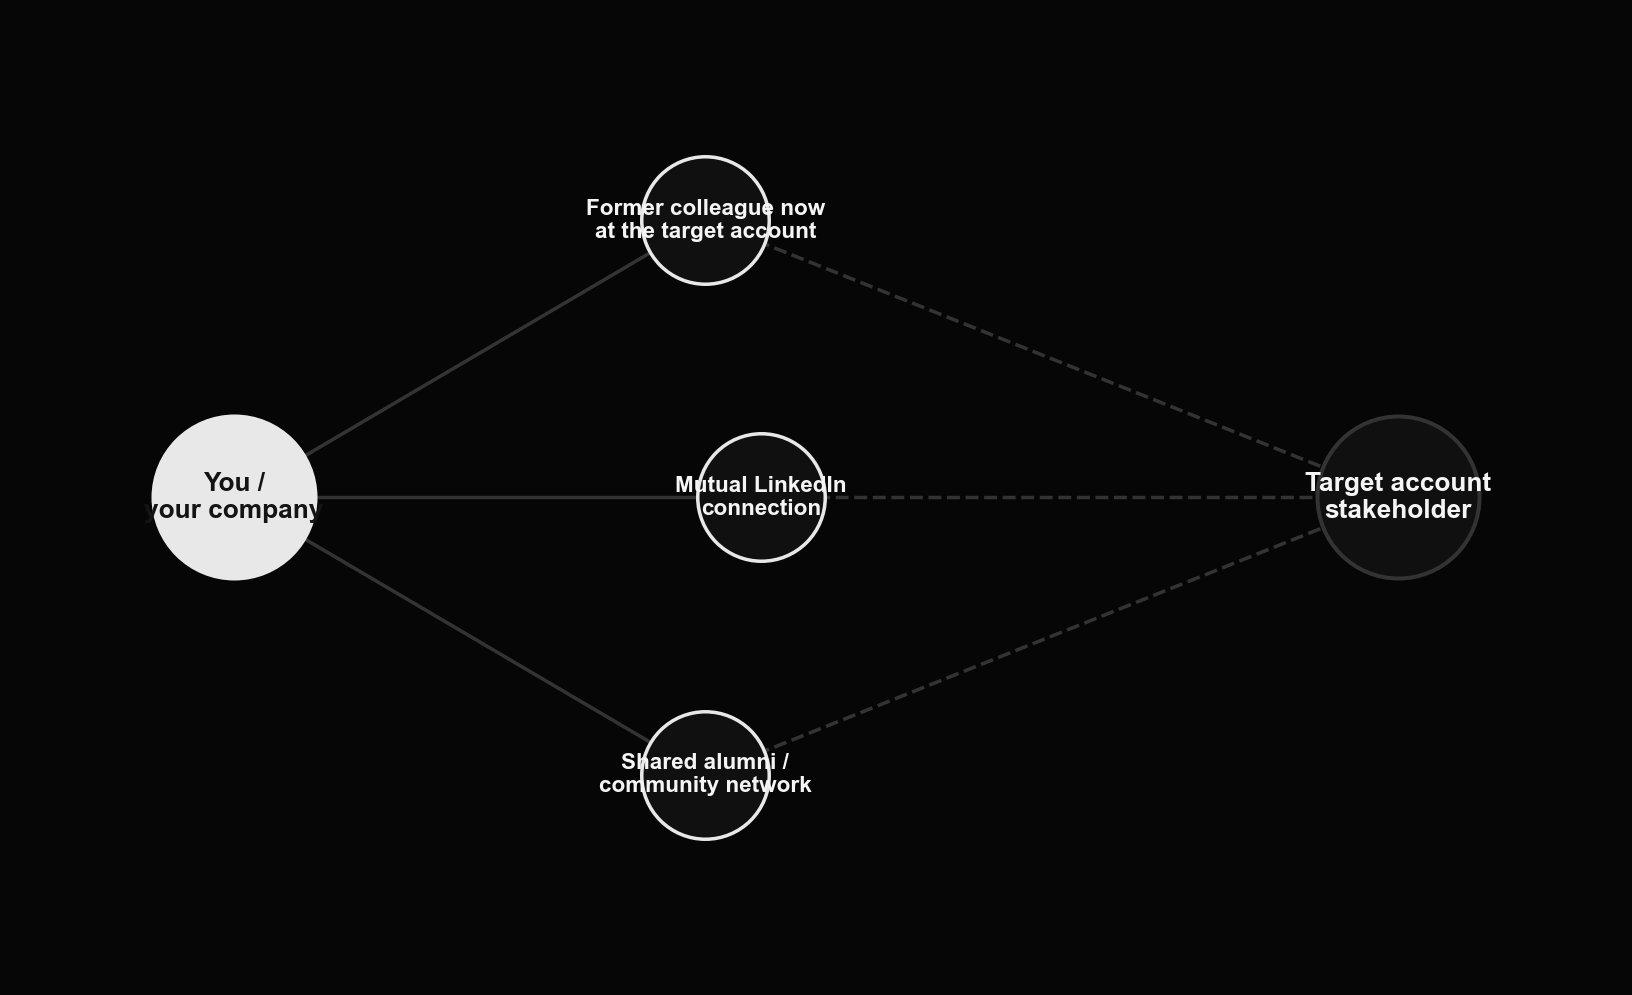 Former colleague now
at the target account
You /
your company
Mutual LinkedIn
connection
Target account
stakeholder
Shared alumni /
community network